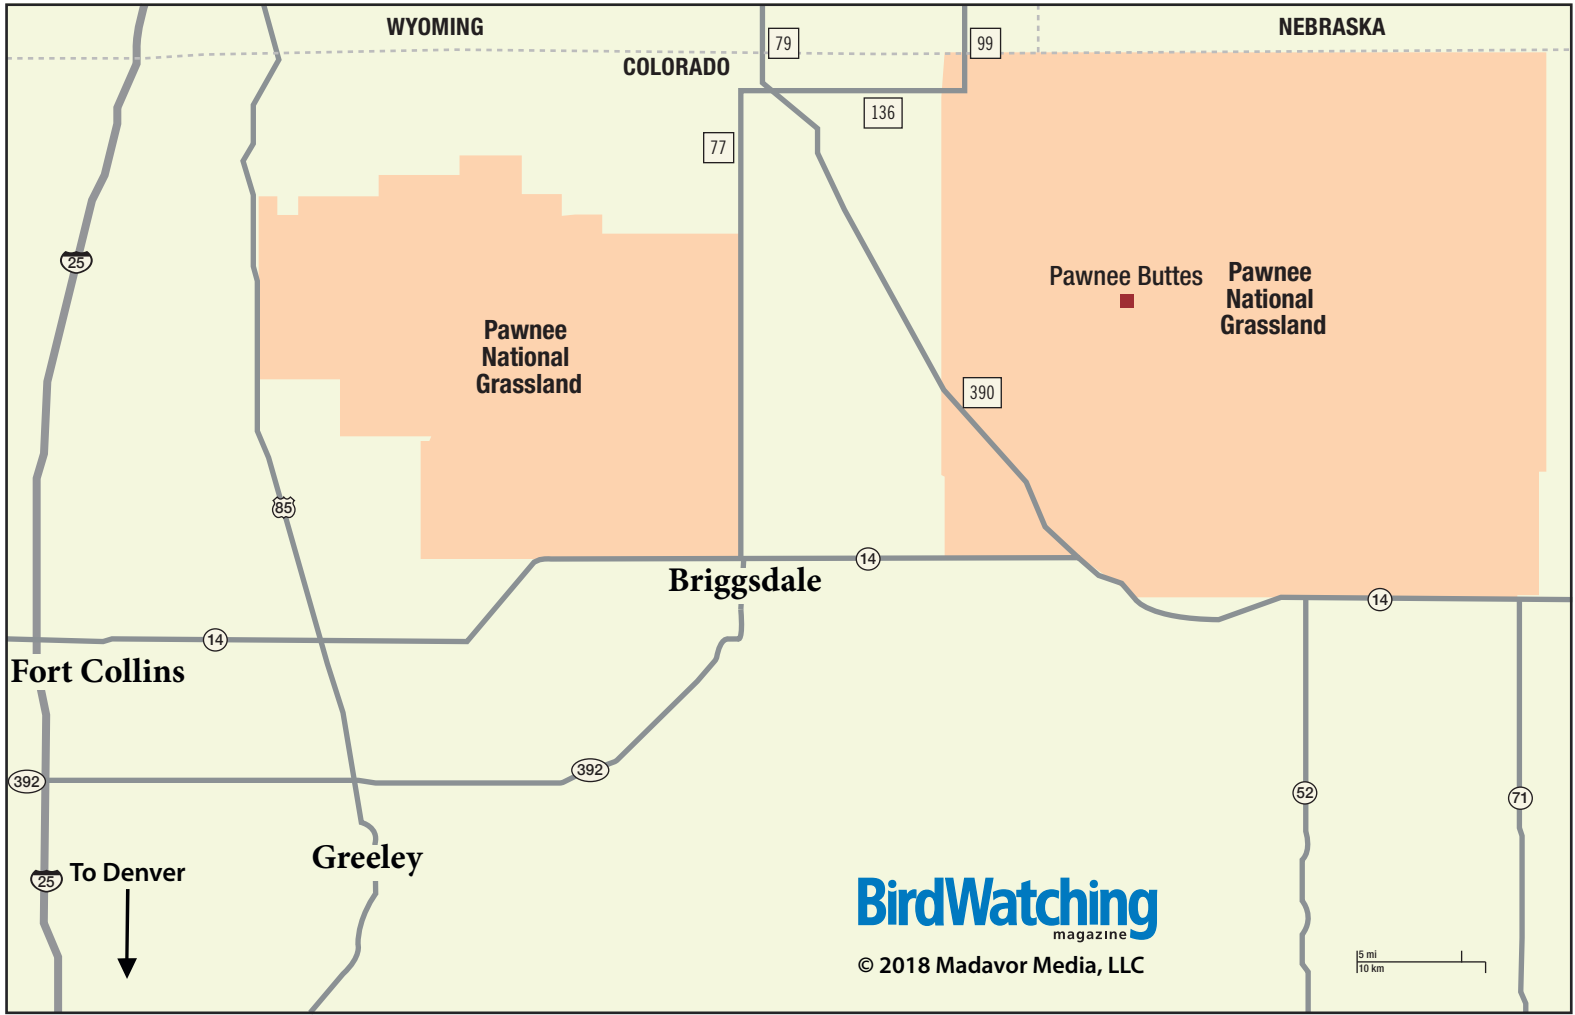 WYOMING
NEBRASKA
79
99
COLORADO
136
77
25
Pawnee Buttes
Pawnee
National
Grassland
Pawnee
National
Grassland
390
85
14
Briggsdale
14
14
Fort Collins
392
392
52
71
Greeley
To Denver
25
BirdWatching
magazine
© 2018 Madavor Media, LLC
5 mi
10 km